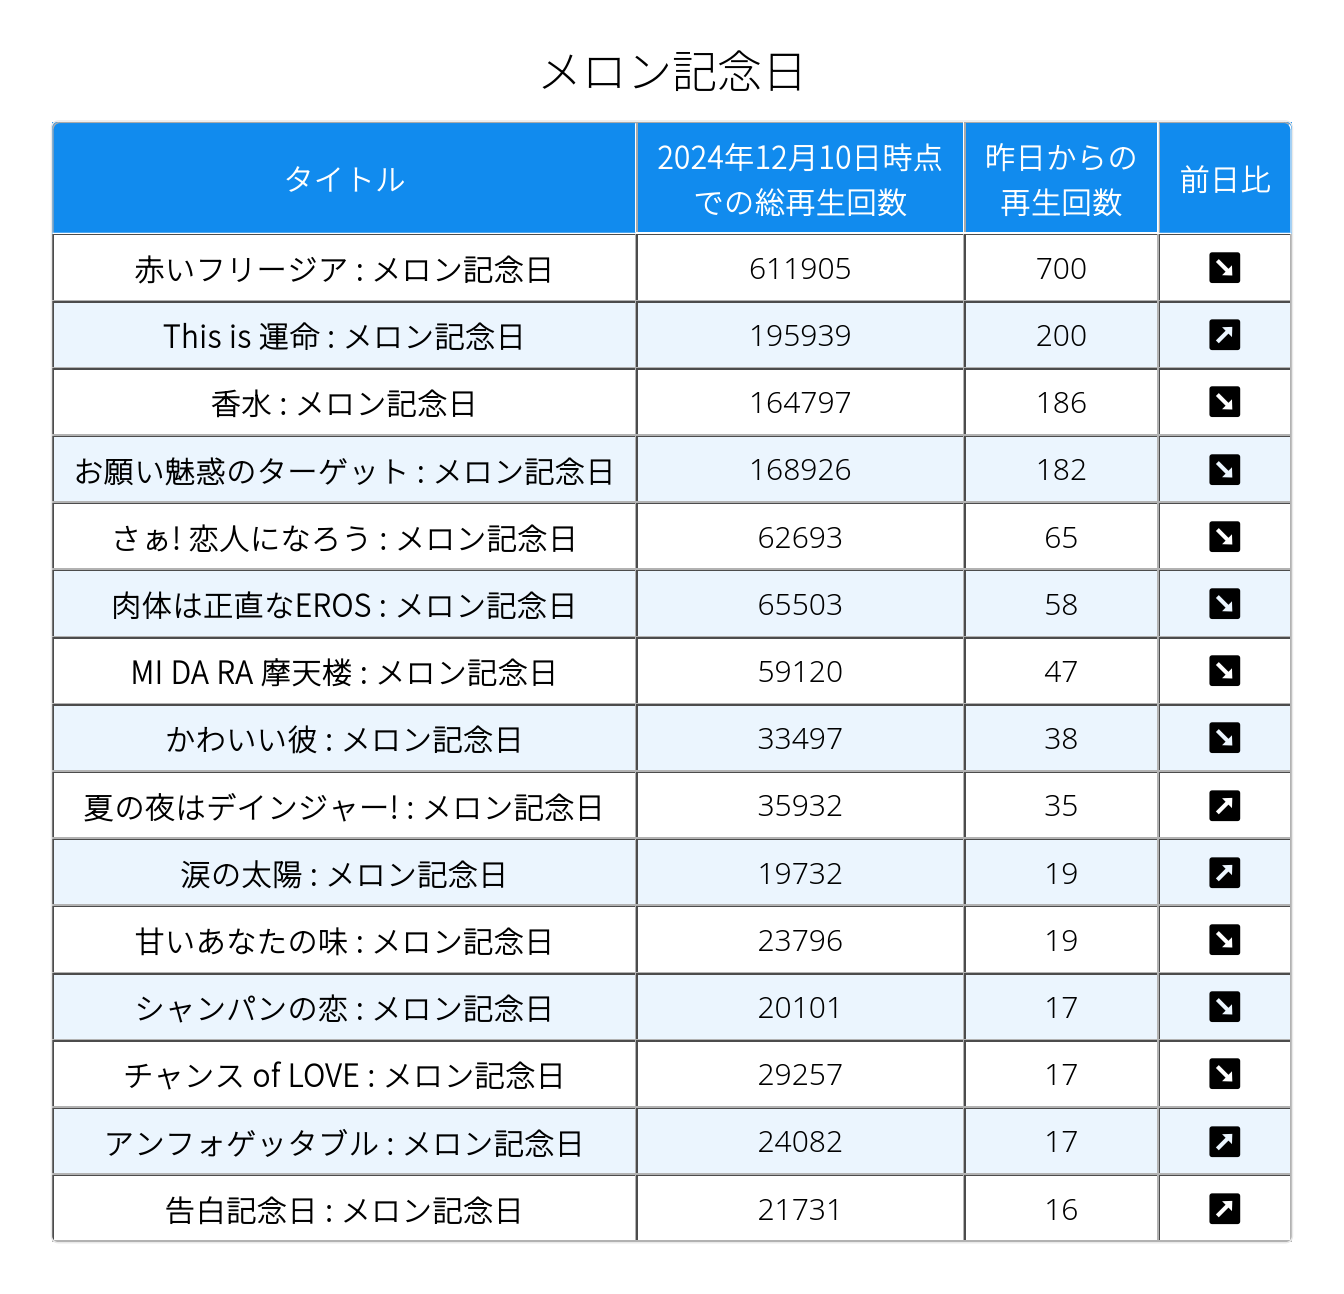 メロン記念日
タイトル
2024年12月10日時点
での総再生回数
昨日からの
再生回数
前日比
赤いフリージア : メロン記念日 611905 700 ↘
This is 運命 : メロン記念日 195939 200 ↗
香水 : メロン記念日 164797 186 ↘
お願い魅惑のターゲット : メロン記念日 168926 182 ↘
さぁ! 恋人になろう : メロン記念日 62693 65 ↘
肉体は正直なEROS : メロン記念日 65503 58 ↘
MI DA RA 摩天楼 : メロン記念日 59120 47 ↘
かわいい彼 : メロン記念日 33497 38 ↘
夏の夜はデインジャー! : メロン記念日 35932 35 ↗
涙の太陽 : メロン記念日 19732 19 ↗
甘いあなたの味 : メロン記念日 23796 19 ↘
シャンパンの恋 : メロン記念日 20101 17 ↘
チャンス of LOVE : メロン記念日 29257 17 ↘
アンフォゲッタブル : メロン記念日 24082 17 ↗
告白記念日 : メロン記念日 21731 16 ↗